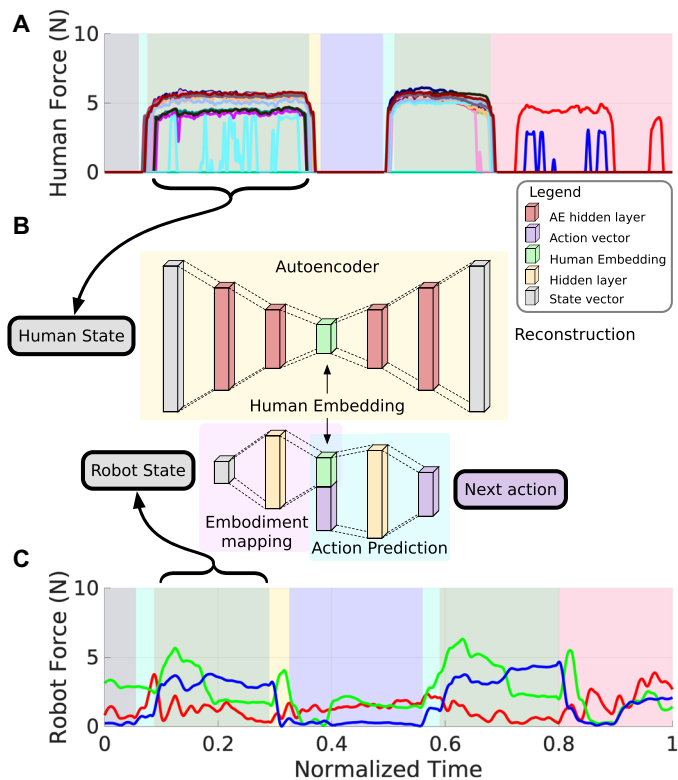 A
Human Force (N)
10
5
0
Legend
AE hidden layer
Action vector
Human Embedding
Hidden layer
State vector
B
Autoencoder
Human State
Reconstruction
Human Embedding
Robot State
Next action
Embodiment
mapping
Action Prediction
C
Robot Force (N)
10
5
0
0
0.2
0.4
0.6
0.8
1
Normalized Time